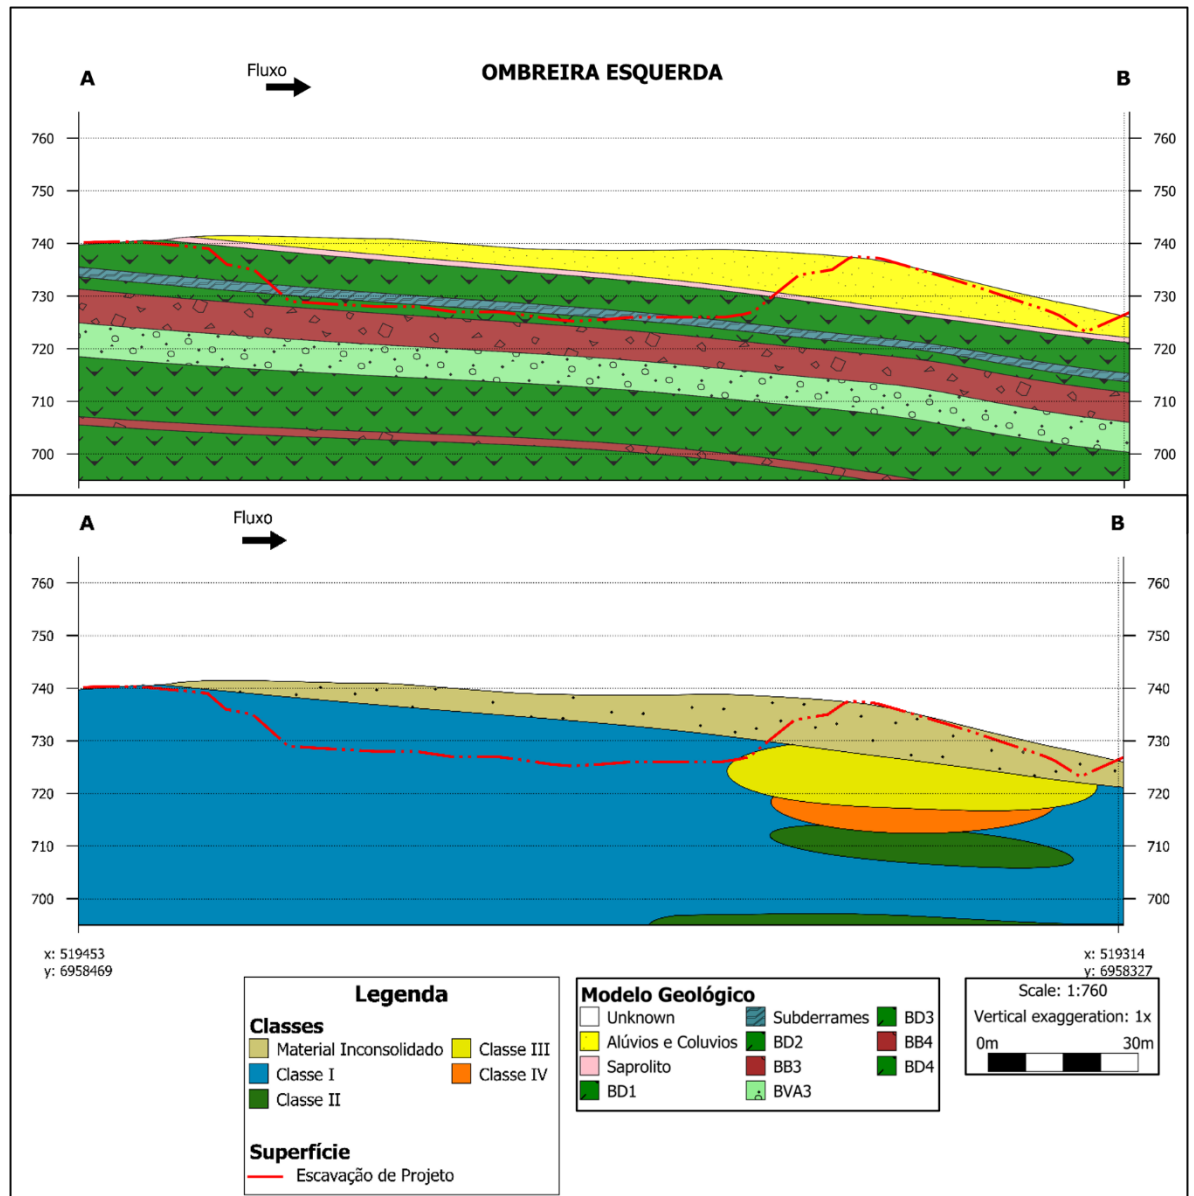 OMBREIRA ESQUERDA
A
Fluxo
B
760
760
750
750
740
740
730
730
720
720
710
710
700
700
A
Fluxo
B
760
760
750
750
740
740
730
730
720
720
710
710
700
700
x: 519453
y: 6958469
x: 519314
y: 6958327
Legenda
Classes
Material Inconsolidado
Classe III
Classe I
Classe IV
Classe II
Superfície
Escavação de Projeto
Modelo Geológico
Unknown
Subderrames
BD3
Alúvios e Coluvios
BD2
BB4
Saprolito
BB3
BD4
BD1
BVA3
Scale: 1:760
Vertical exaggeration: 1x
0m
30m